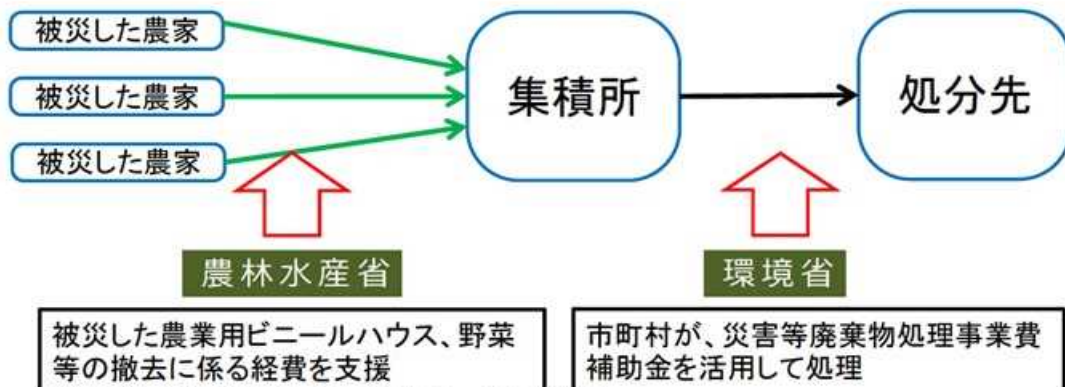 被災した農家
被災した農家
被災した農家
集積所
処分先
農林水産省
環境省
被災した農業用ビニールハウス、野菜
等の撤去に係る経費を支援
市町村が、災害等廃棄物処理事業費
補助金を活用して処理